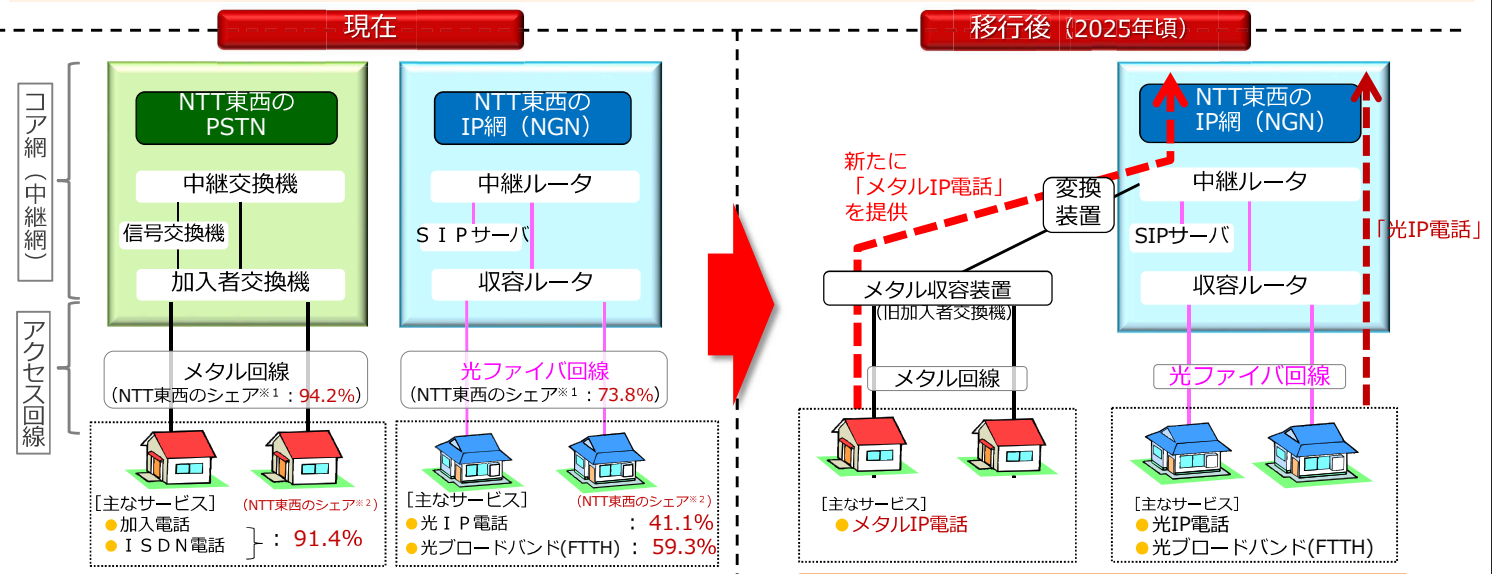 現在
移行後（2025年頃）
コア網（中継網）
アクセス回線
NTT東西の
PSTN
中継交換機
信号交換機
加入者交換機
メタル回線
（NTT東西のシェア※1：94.2%）
[主なサービス]
（NTT東西のシェア※2）
●加入電話
●ＩＳＤＮ電話
：91.4%
NTT東西の
IP網（NGN）
中継ルータ
ＳＩＰサーバ
収容ルータ
光ファイバ回線
（NTT東西のシェア※1：73.8%）
[主なサービス]
（NTT東西のシェア※2）
●光ＩＰ電話 ：41.1%
●光ブロードバンド(FTTH)：59.3%
新たに
「メタルIP電話」
を提供
変換
装置
メタル収容装置
（旧加入者交換機）
メタル回線
[主なサービス]
●メタルIP電話
NTT東西の
IP網（NGN）
中継ルータ
SIPサーバ
収容ルータ
「光IP電話」
光ファイバ回線
[主なサービス]
●光IP電話
●光ブロードバンド(FTTH)